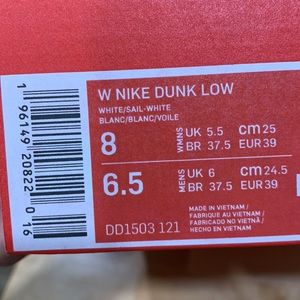 W NIKE DUNK LOW
WHITE/SAIL-WHITE
BLANC/BLANC/VOILE
8 WMNS UK 5.5 cm 25
BR 37.5 EUR 39
6.5 MENS UK 6 cm 24.5
BR 37.5 EUR 39
DD1503 121
MADE IN VIETNAM /
FABRIQUÉ AU VIETNAM /
FABRICADO NO VIETNÃ /
HECHO EN VIETNAM
1 96149 20822 0 16